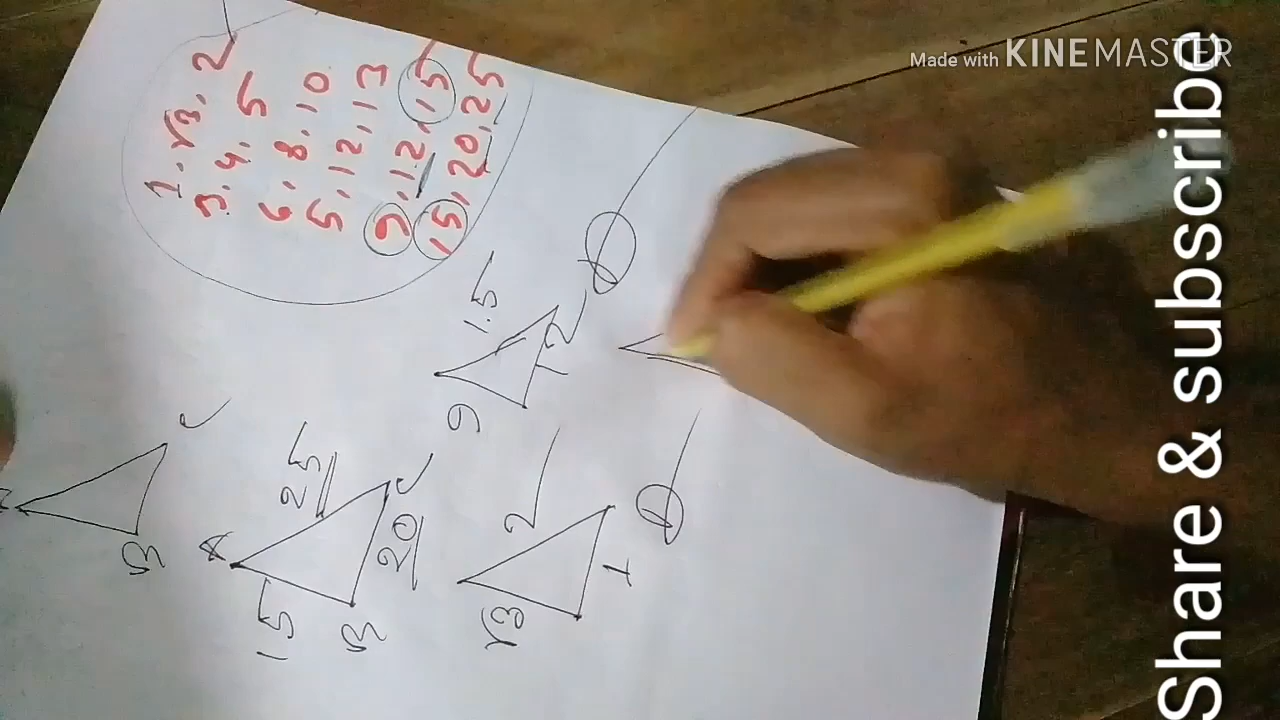 Made with KINEMASTER
Share & subscribe
1, √3, 2
3, 4, 5
6, 8, 10
5, 12, 13
9, 12, 15
15, 20, 25
C
B
A
25
15
20
C
B
15
9
12
2
√3
1